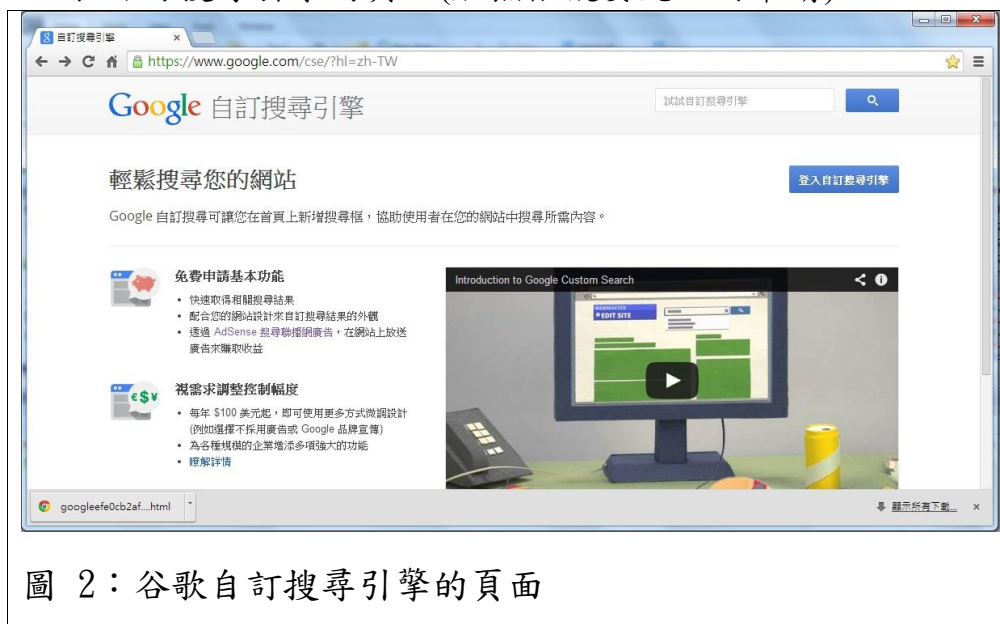 自訂搜尋引擎
https://www.google.com/cse/?hl=zh-TW
Google 自訂搜尋引擎
試試自訂搜尋引擎
輕鬆搜尋您的網站
登入自訂搜尋引擎
Google 自訂搜尋可讓您在首頁上新增搜尋框,協助使用者在您的網站中搜尋所需內容。
免費申請基本功能
• 快速取得相關搜尋結果
• 配合您的網站設計來自訂搜尋結果的外觀
• 透過 AdSense 搜尋聯播網廣告,在網站上放送
廣告來賺取收益
Introduction to Google Custom Search
WEBMASTER
EDIT SITE
視需求調整控制幅度
• 每年 $100 美元起,即可使用更多方式微調設計
(例如選擇不採用廣告或 Google 品牌宣傳)
• 為各種規模的企業增添多項強大的功能
• 瞭解詳情
googleefe0cb2af....html
顯示所有下載...
圖 2:谷歌自訂搜尋引擎的頁面